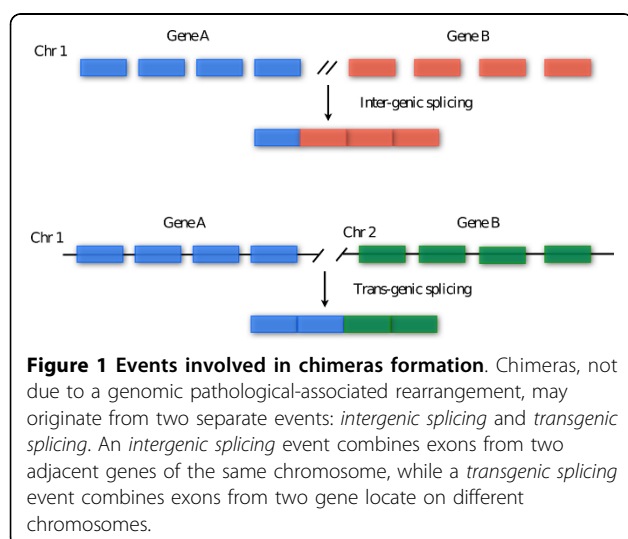 Gene A Gene B
Chr 1
Inter-genic splicing
Gene A Chr 2 Gene B
Chr 1
Trans-genic splicing
Figure 1 Events involved in chimeras formation. Chimeras, not
due to a genomic pathological-associated rearrangement, may
originate from two separate events: intergenic splicing and transgenic
splicing. An intergenic splicing event combines exons from two
adjacent genes of the same chromosome, while a transgenic splicing
event combines exons from two gene locate on different
chromosomes.